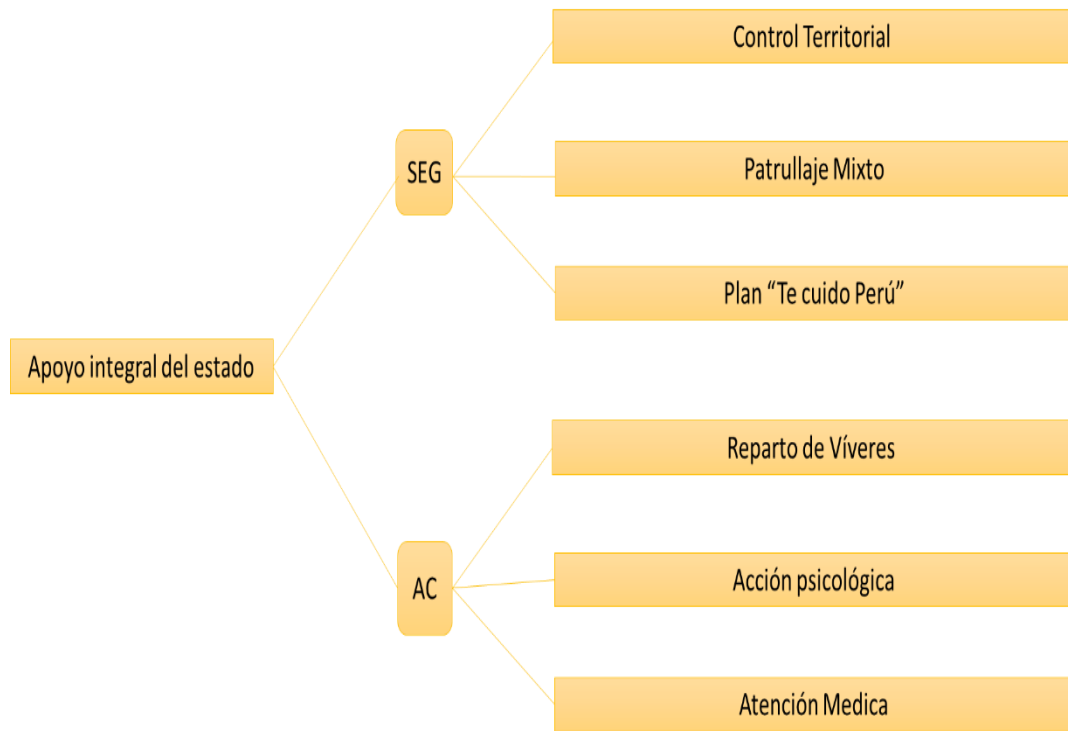 Control Territorial
SEG
Patrullaje Mixto
Plan “Te cuido Perú”
Apoyo integral del estado
Reparto de Víveres
AC
Acción psicológica
Atención Medica